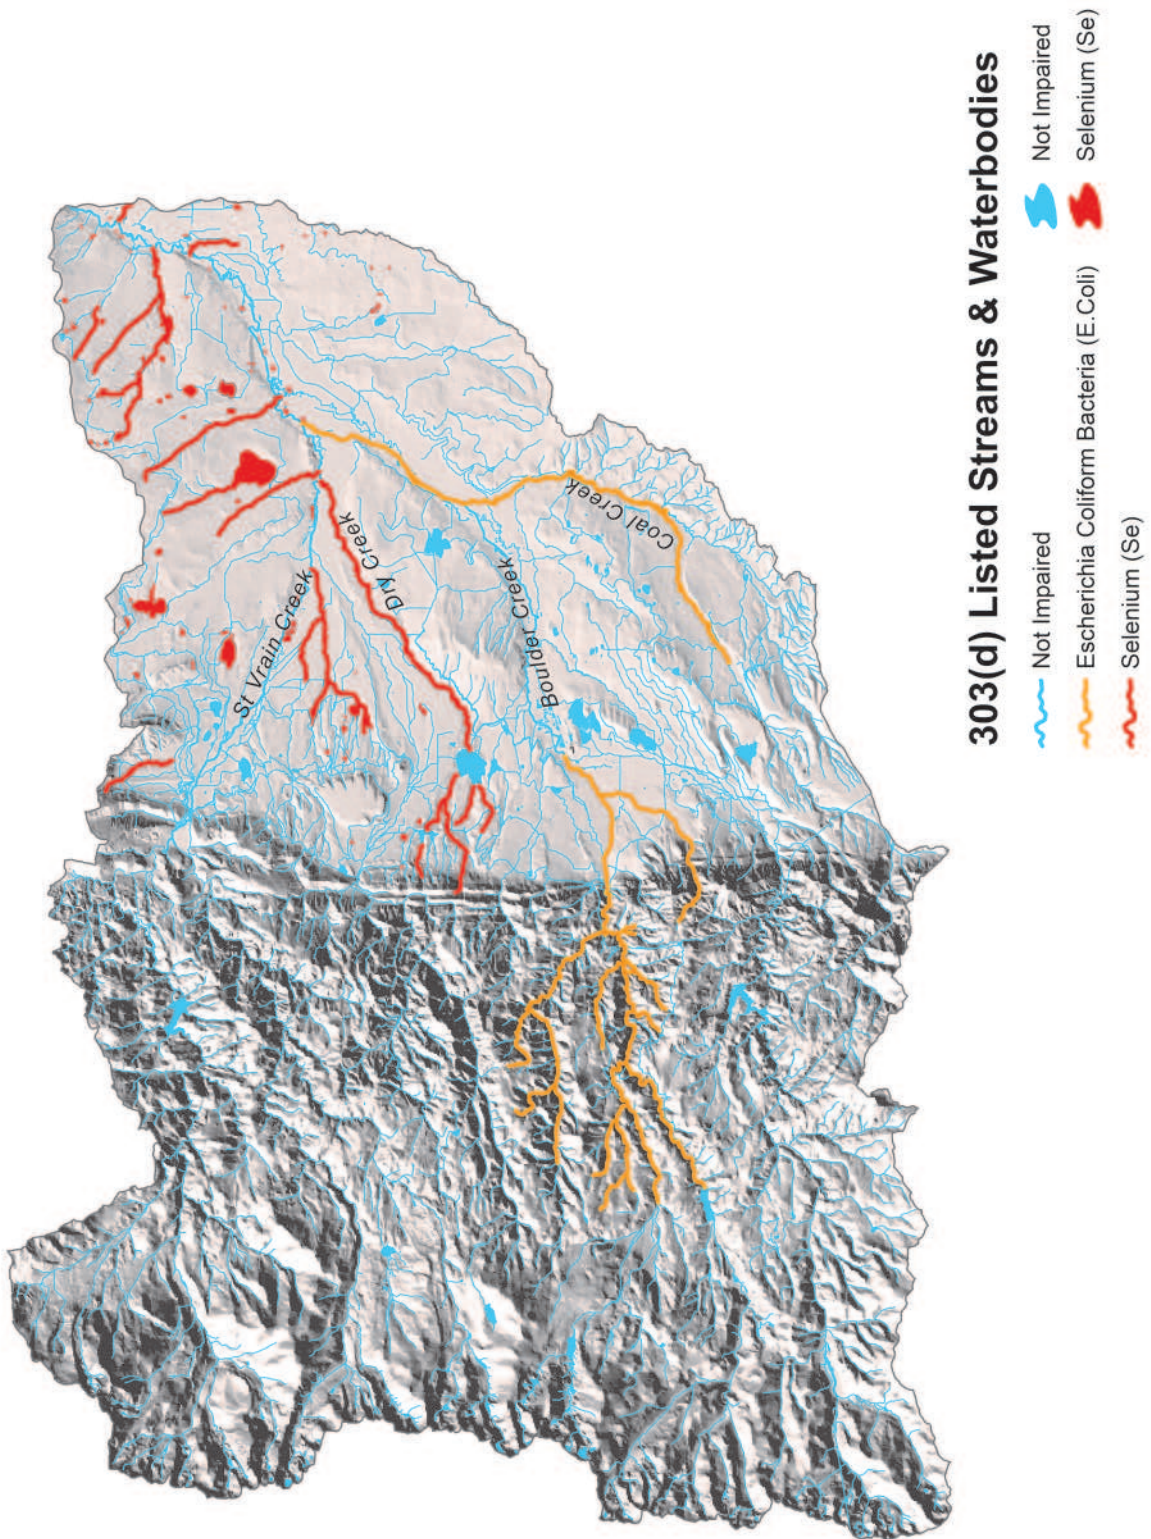 St Vrain Creek
Dry Creek
Boulder Creek
Coal Creek
303(d) Listed Streams & Waterbodies
Not Impaired
Escherichia Coliform Bacteria (E.Coli)
Selenium (Se)
Not Impaired
Selenium (Se)